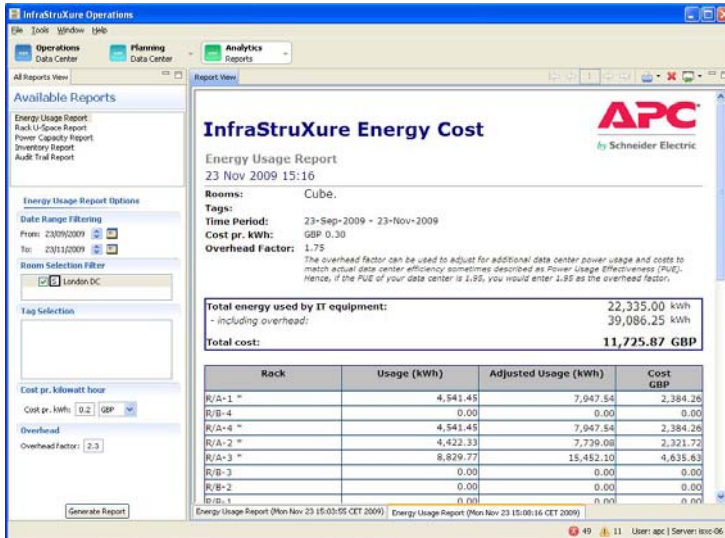 InfraStruXure Operations
File Tools Window Help
Operations
Data Center
Planning
Data Center
Analytics
Reports
All Reports View
Available Reports
Energy Usage Report
Rack U-Space Report
Power Capacity Report
Inventory Report
Audit Trail Report
Energy Usage Report Options
Date Range Filtering
From: 23/09/2009
To: 23/11/2009
Room Selection Filter
London DC
Tag Selection
Cost pr. kilowatt hour
Cost pr. kWh: 0.2 GBP
Overhead
Overhead factor: 2.3
Generate Report
Report View
InfraStruXure Energy Cost
APC
by Schneider Electric
Energy Usage Report
23 Nov 2009 15:16
Rooms: Cube.
Tags:
Time Period: 23-Sep-2009 - 23-Nov-2009
Cost pr. kWh: GBP 0.30
Overhead Factor: 1.75
The overhead factor can be used to adjust for additional data center power usage and costs to
match actual data center efficiency sometimes described as Power Usage Effectiveness (PUE).
Hence, if the PUE of your data center is 1.95, you would enter 1.95 as the overhead factor.
Total energy used by IT equipment: 22,335.00 kWh
- including overhead: 39,086.25 kWh
Total cost: 11,725.87 GBP
Rack Usage (kWh) Adjusted Usage (kWh) Cost GBP
R/A-1 * 4,541.45 7,947.54 2,384.26
R/B-4 0.00 0.00 0.00
R/A-4 * 4,541.45 7,947.54 2,384.26
R/A-2 * 4,422.33 7,739.08 2,321.72
R/A-3 * 8,829.77 15,452.10 4,635.63
R/B-3 0.00 0.00 0.00
R/B-2 0.00 0.00 0.00
R/B-1 0.00 0.00 0.00
Energy Usage Report (Mon Nov 23 15:03:55 CET 2009) Energy Usage Report (Mon Nov 23 15:08:16 CET 2009)
49 11 User: apc | Server: isxc-06